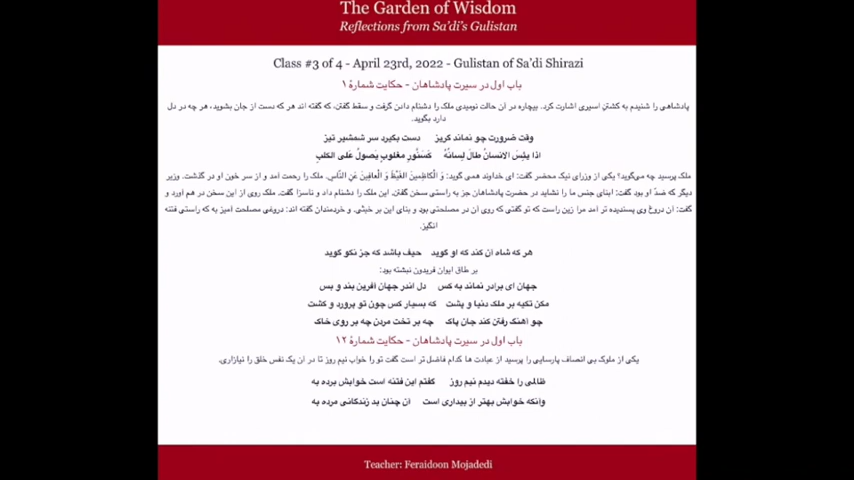 The Garden of Wisdom
Reflections from Sa'di's Gulistan
Class #3 of 4 - April 23rd, 2022 - Gulistan of Sa'di Shirazi
باب اول در سیرت پادشاهان - حکایت شمارهٔ ۱
پادشاهی را شنیدم به کشتن اسیری اشارت کرد. بیچاره در آن حالت نومیدی ملک را دشنام دادن گرفت و سقط گفتن، که گفته اند هر که دست از جان بشوید، هر چه در دل
دارد بگوید.
وقت ضرورت چو نماند گریز دست بگیرد سر شمشیر تیز
اذا یئِسَ الانسانُ طالَ لِسانُهُ کَسَنُّورِ مغلوبٍ یَصولُ عَلی الکلبِ
ملک پرسید چه می‌گوید؟ یکی از وزرای نیک محضر گفت: ای خداوند همی گوید: وَ الْکاظِمینَ الغَیْظَ وَ الْعافِینَ عَنِ النّاسِ. ملک را رحمت آمد و از سر خون او در گذشت. وزیر
دیگر که ضدّ او بود گفت: ابنای جنس ما را نشاید در حضرت پادشاهان جز به راستی سخن گفتن. این ملک را دشنام داد و ناسزا گفت. ملک روی از این سخن در هم آورد و
گفت: آن دروغ وی پسندیده تر آمد مرا زین راست که تو گفتی که روی آن در مصلحتی بود و بنای این بر خبثی. و خردمندان گفته اند: دروغی مصلحت آمیز به که راستی فتنه
انگیز.
هر که شاه آن کند که او گوید حیف باشد که جز نکو گوید
بر طاق ایوان فریدون نبشته بود:
جهان ای برادر نماند به کس دل اندر جهان آفرین بند و بس
مکن تکیه بر ملک دنیا و پشت که بسیار کس چون تو پرورد و کشت
چو آهنگ رفتن کند جان پاک چه بر تخت مردن چه بر روی خاک
باب اول در سیرت پادشاهان - حکایت شمارهٔ ۱۲
یکی از ملوک بی انصاف پارسایی را پرسید از عبادت ها کدام فاضل تر است گفت تو را خواب نیم روز تا در آن یک نفس خلق را نیازاری.
ظالمی را خفته دیدم نیم روز گفتم این فتنه است خوابش برده به
وآنکه خوابش بهتر از بیداری است آن چنان بد زندگانی مرده به
Teacher: Feraidoon Mojadedi